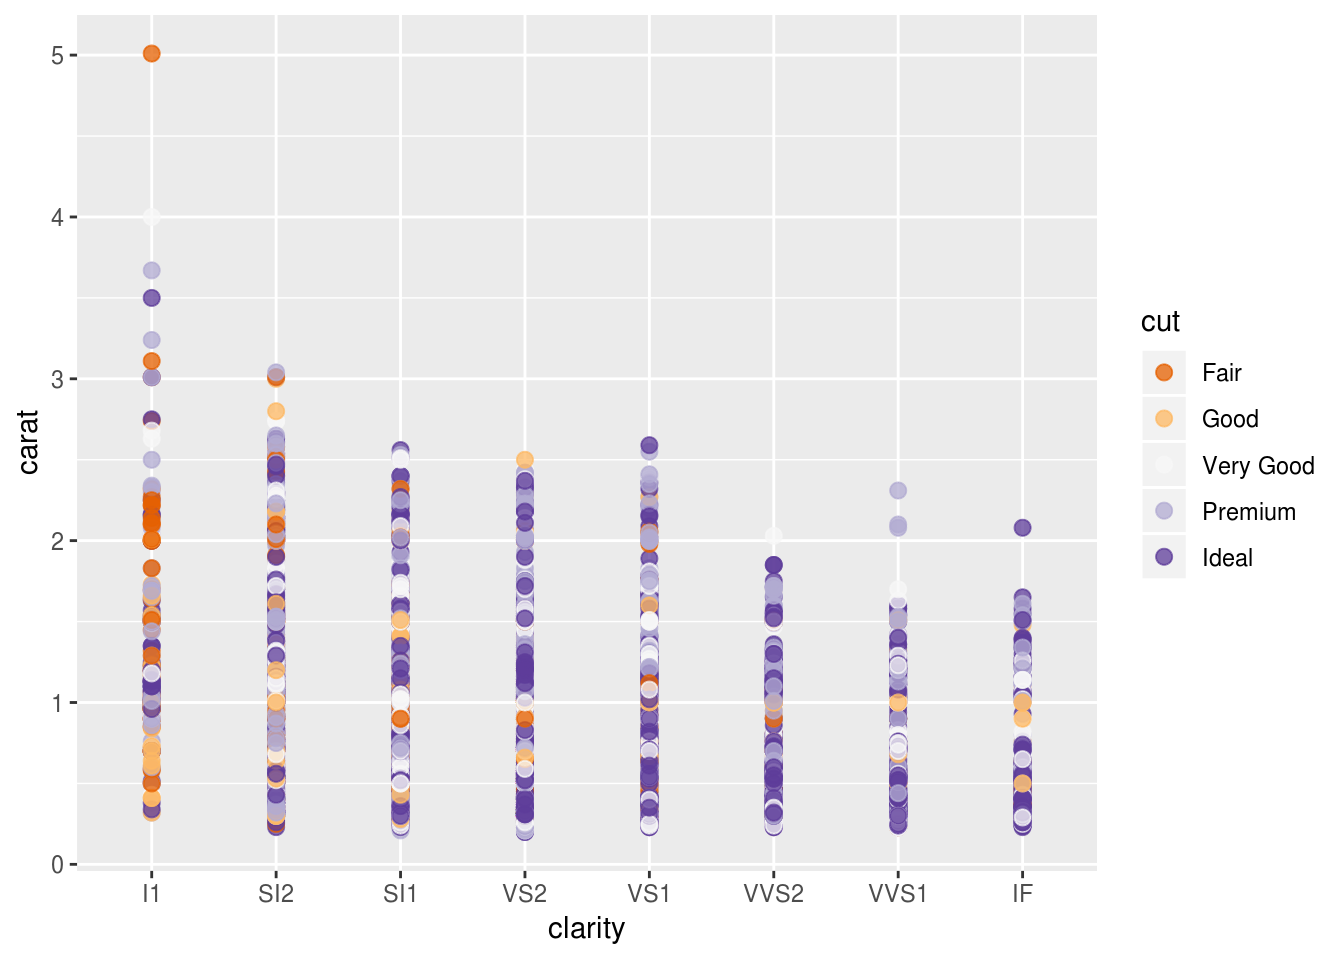 5
4
3
2
1
0
carat
I1 SI2 SI1 VS2 VS1 VVS2 VVS1 IF
clarity
cut
Fair
Good
Very Good
Premium
Ideal